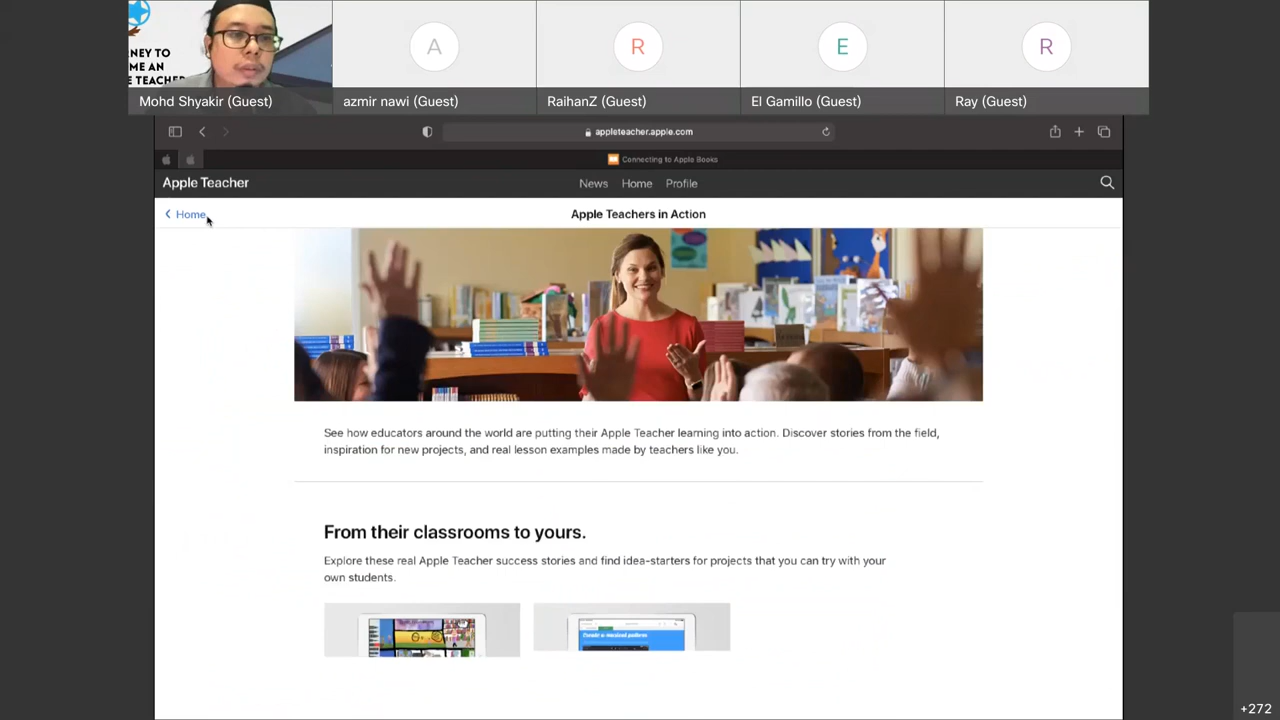 NEY TO
ME AN
E TEACHER
Mohd Shyakir (Guest)
A
azmir nawi (Guest)
R
RaihanZ (Guest)
E
El Gamillo (Guest)
R
Ray (Guest)
appleteacher.apple.com
Connecting to Apple Books
Apple Teacher
News Home Profile
Home
Apple Teachers in Action
See how educators around the world are putting their Apple Teacher learning into action. Discover stories from the field,
inspiration for new projects, and real lesson examples made by teachers like you.
From their classrooms to yours.
Explore these real Apple Teacher success stories and find idea-starters for projects that you can try with your
own students.
Create a musical pattern
+272